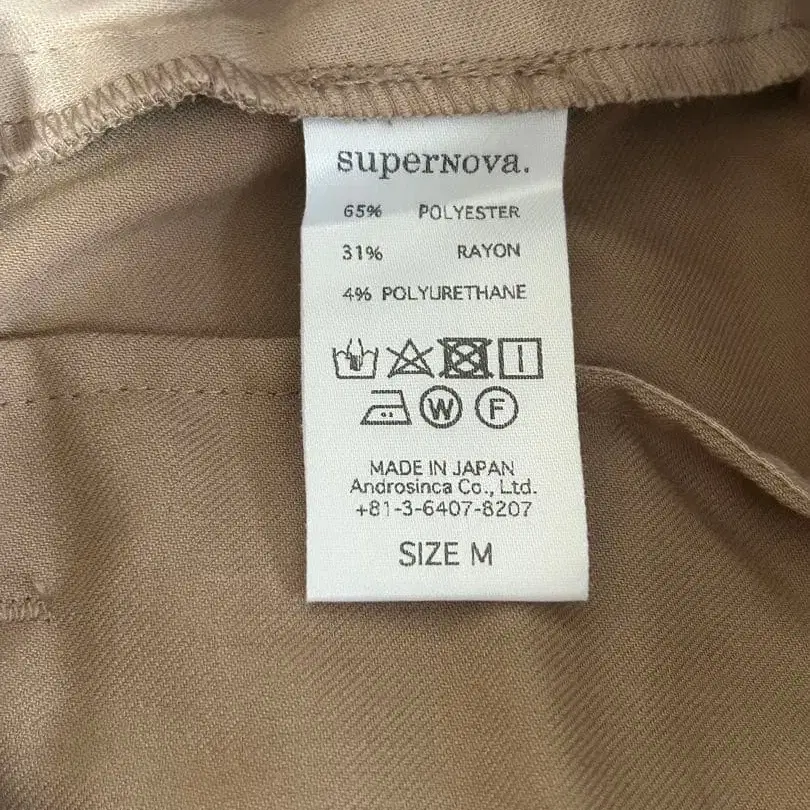 superNova.
65% POLYESTER
31% RAYON
4% POLYURETHANE
W F
MADE IN JAPAN
Androsinca Co., Ltd.
+81-3-6407-8207
SIZE M